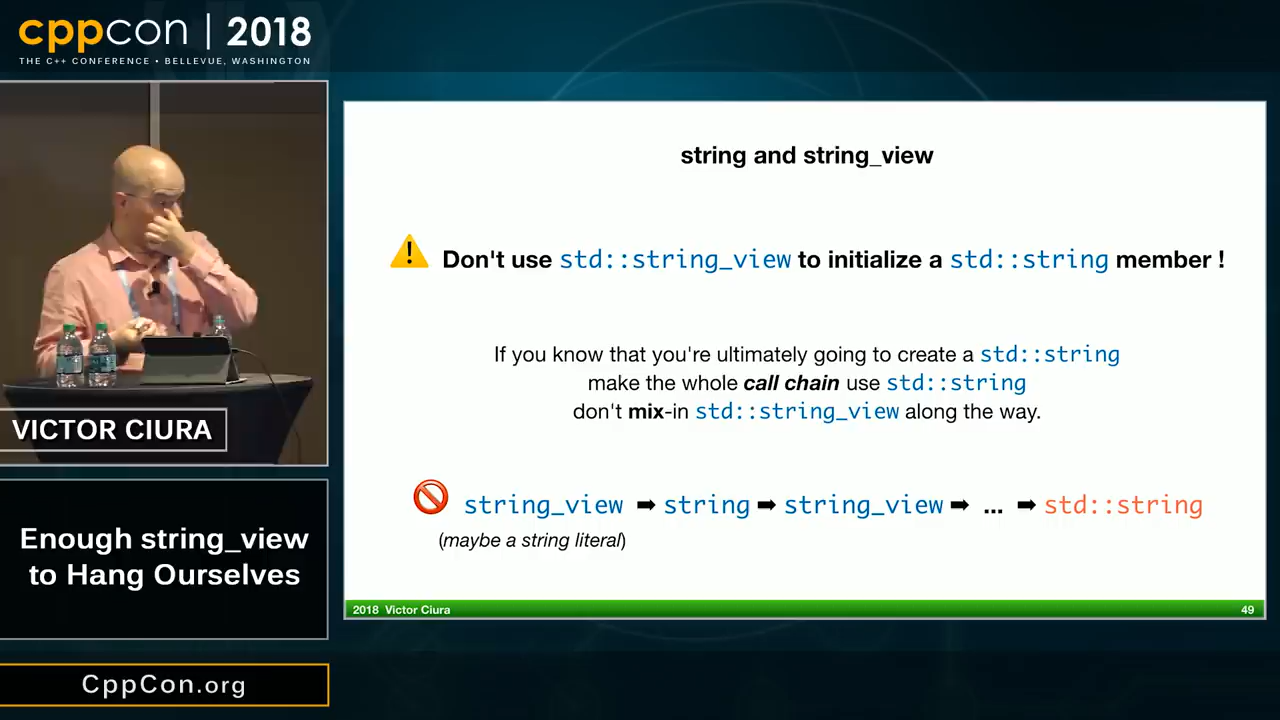 cppcon | 2018
THE C++ CONFERENCE • BELLEVUE, WASHINGTON
VICTOR CIURA
Enough string_view
to Hang Ourselves
CppCon.org
string and string_view
Don't use std::string_view to initialize a std::string member !
If you know that you're ultimately going to create a std::string
make the whole call chain use std::string
don't mix-in std::string_view along the way.
string_view ➡ string ➡ string_view ➡ ... ➡ std::string
(maybe a string literal)
2018 Victor Ciura
49